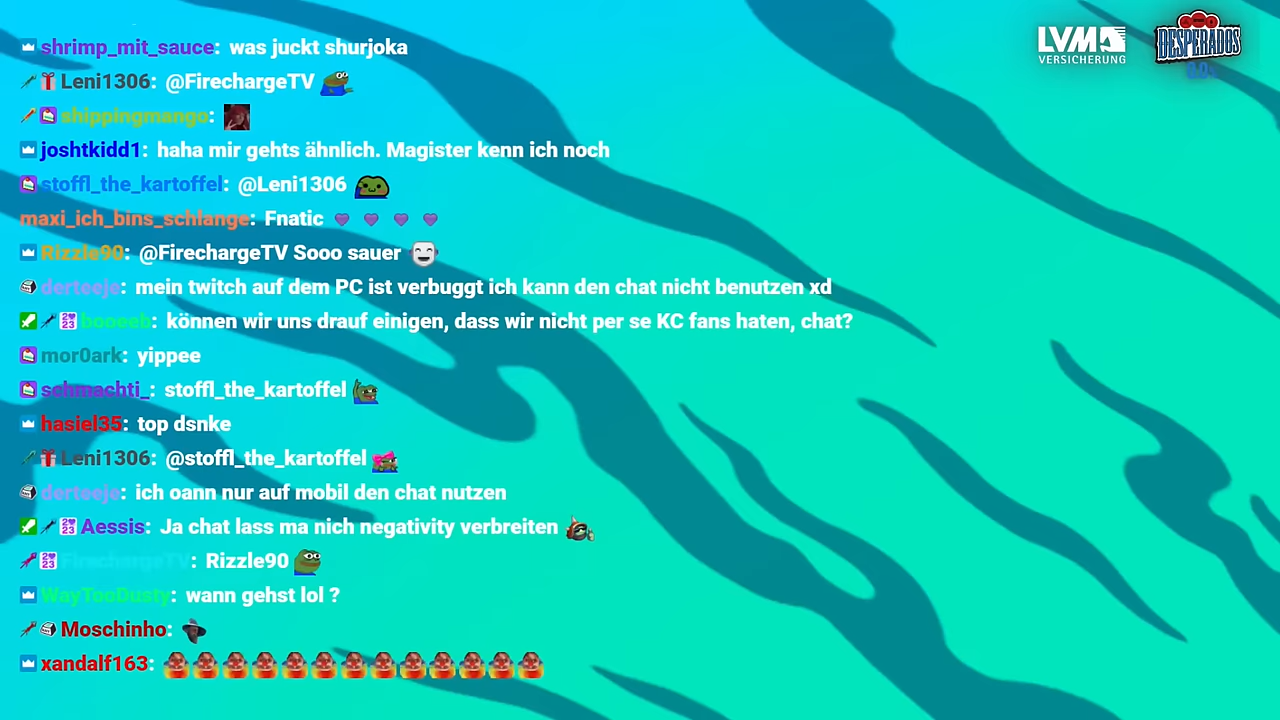 shrimp_mit_sauce: was juckt shurjoka
Leni1306: @FirechargeTV
shippingmango:
joshtkidd1: haha mir gehts ähnlich. Magister kenn ich noch
stoffl_the_kartoffel: @Leni1306
maxi_ich_bins_schlange: Fnatic
Rizzle90: @FirechargeTV Sooo sauer
derteeje: mein twitch auf dem PC ist verbuggt ich kann den chat nicht benutzen xd
boneeb: können wir uns drauf einigen, dass wir nicht per se KC fans haten, chat?
mor0ark: yippee
schmachti_: stoffl_the_kartoffel
hasiel35: top dsnke
Leni1306: @stoffl_the_kartoffel
derteeje: ich oann nur auf mobil den chat nutzen
Aessis: Ja chat lass ma nich negativity verbreiten
FirechargeTV: Rizzle90
WayTooDusty: wann gehst lol ?
Moschinho:
xandalf163:
LVM
VERSICHERUNG
DESPERADOS
0.0%